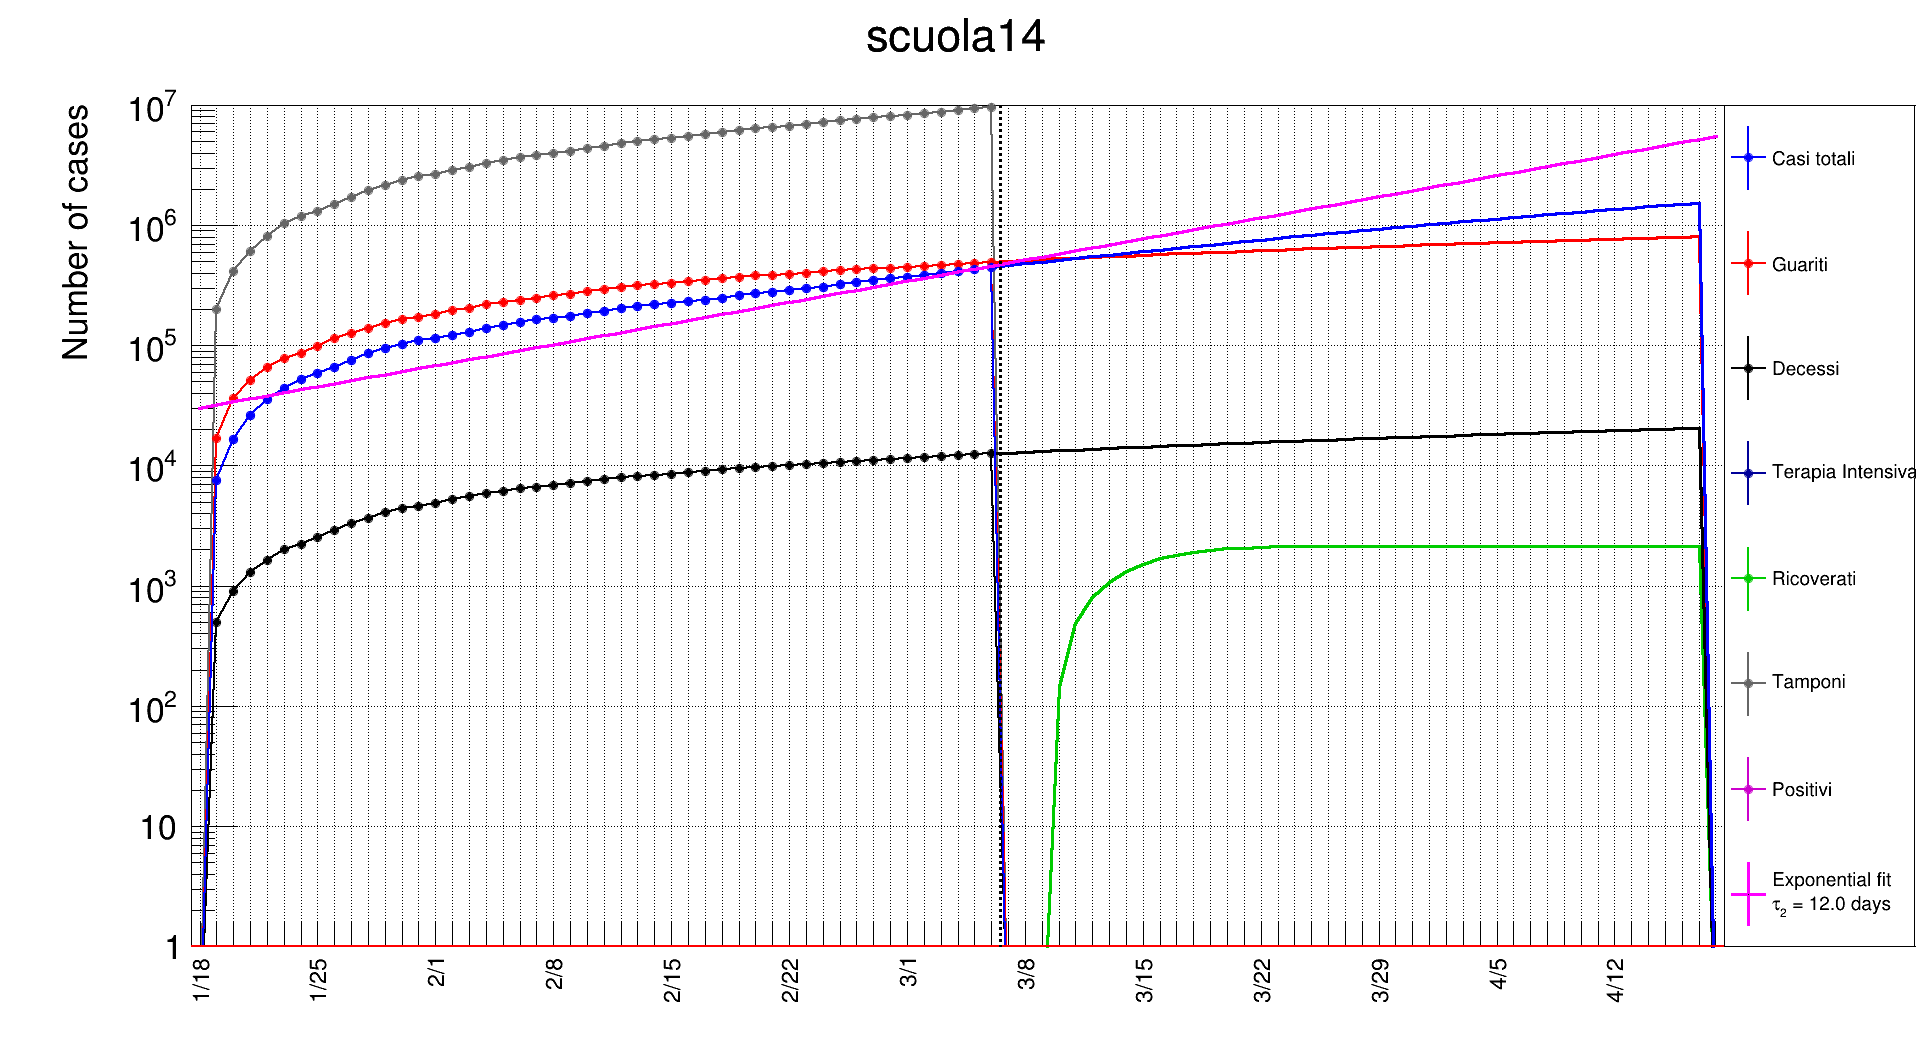 scuola14
Number of cases
10^7
10^6
10^5
10^4
10^3
10^2
10
1
1/18
1/25
2/1
2/8
2/15
2/22
3/1
3/8
3/15
3/22
3/29
4/5
4/12
Casi totali
Guariti
Decessi
Terapia Intensiva
Ricoverati
Tamponi
Positivi
Exponential fit
τ₂ = 12.0 days